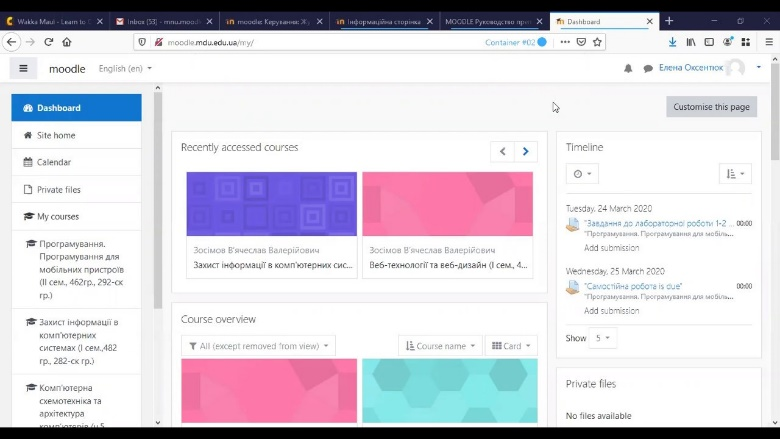 Wakka Maui - Learn to
Inbox (53) - mnu.mood
moodle: Керування: Жу
Інформаційна сторінка
MOODLE Руководство преп
Dashboard
moodle.mdu.edu.ua/my/
Container #02
moodle
English (en)
Елена Оксентюк
Dashboard
Customise this page
Site home
Calendar
Private files
My courses
Програмування.
Програмування для
мобільних пристроїв
(ІІ сем., 462гр., 292-ск
гр.)
Захист інформації в
комп'ютерних
системах (І сем.,482
гр., 282-ск гр.)
Комп'ютерна
схемотехніка та
архітектура
Recently accessed courses
Зосімов В'ячеслав Валерійович
Захист інформації в комп'ютерних сис...
Зосімов В'ячеслав Валерійович
Веб-технології та веб-дизайн (І сем., 4...
Course overview
All (except removed from view)
Course name
Card
Timeline
Tuesday, 24 March 2020
"Завдання до лабораторної роботи 1-2 ... 00:00
"Програмування. Програмування для мобіль...
Add submission
Wednesday, 25 March 2020
"Самостійна робота is due" 00:00
"Програмування. Програмування для мобіль...
Add submission
Show 5
Private files
No files available